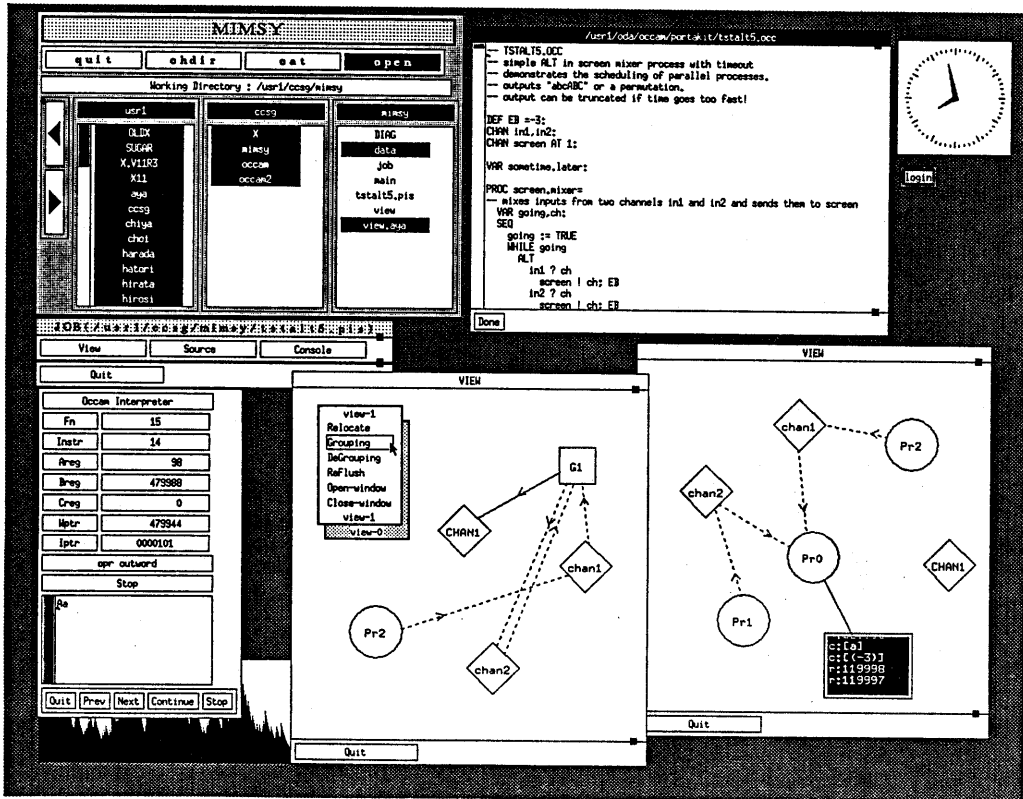 MIMSY
quit chdir cat open
Working Directory : /usr1/ccsg/mimsy
usr1
OLDX
SUGAR
X.V11R3
X11
aya
ccsg
chiya
choi
harada
hatori
hirata
hirosi
ccsg
X
mimsy
occam
occam2
mimsy
DIAG
data
job
main
tstalt5.pis
view
view.aya
/usr1/oda/occam/portakit/tstalt5.occ
-- TSTALT5.OCC
-- simple ALT in screen mixer process with timeout
-- demonstrates the scheduling of parallel processes.
-- outputs "abcABC" or a permutation.
-- output can be truncated if time goes too fast!
DEF EB =-3:
CHAN in1,in2:
CHAN screen AT 1:
VAR sometime.later:
PROC screen.mixer=
-- mixes inputs from two channels in1 and in2 and sends them to screen
VAR going,ch:
SEQ
going := TRUE
WHILE going
ALT
in1 ? ch
screen ! ch; EB
in2 ? ch
screen ! ch; EB
Done
login
JOB[/usr1/ccsg/mimsy/tstalt5.pis]
View Source Console
Quit
Occam Interpreter
Fn 15
Instr 14
Areg 98
Breg 479988
Creg 0
Wptr 479944
Iptr 0000101
opr outword
Stop
Aa
Quit Prev Next Continue Stop
VIEW
view-1
Relocate
Grouping
DeGrouping
ReFlush
Open-window
Close-window
view-1
view-0
G1
CHAN1
chan1
Pr2
chan2
Quit
VIEW
chan1
Pr2
chan2
Pr0
CHAN1
Pr1
c:[a]
c:[(-3)]
r:119998
r:119997
Quit